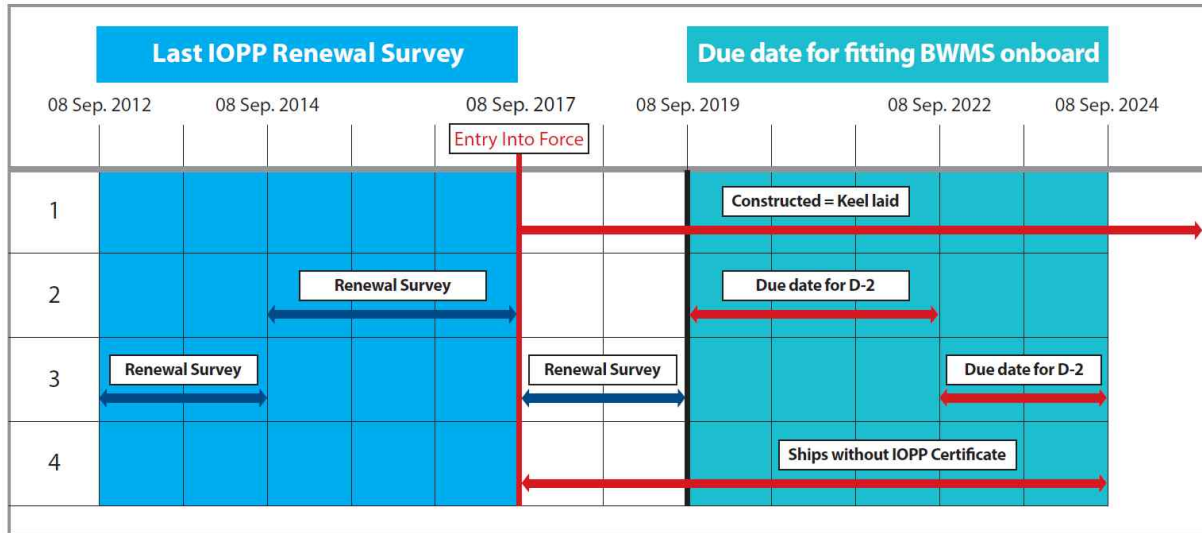 Last IOPP Renewal Survey
Due date for fitting BWMS onboard
08 Sep. 2012
08 Sep. 2014
08 Sep. 2017
08 Sep. 2019
08 Sep. 2022
08 Sep. 2024
Entry Into Force
1
Constructed = Keel laid
2
Renewal Survey
Due date for D-2
3
Renewal Survey
Renewal Survey
Due date for D-2
4
Ships without IOPP Certificate